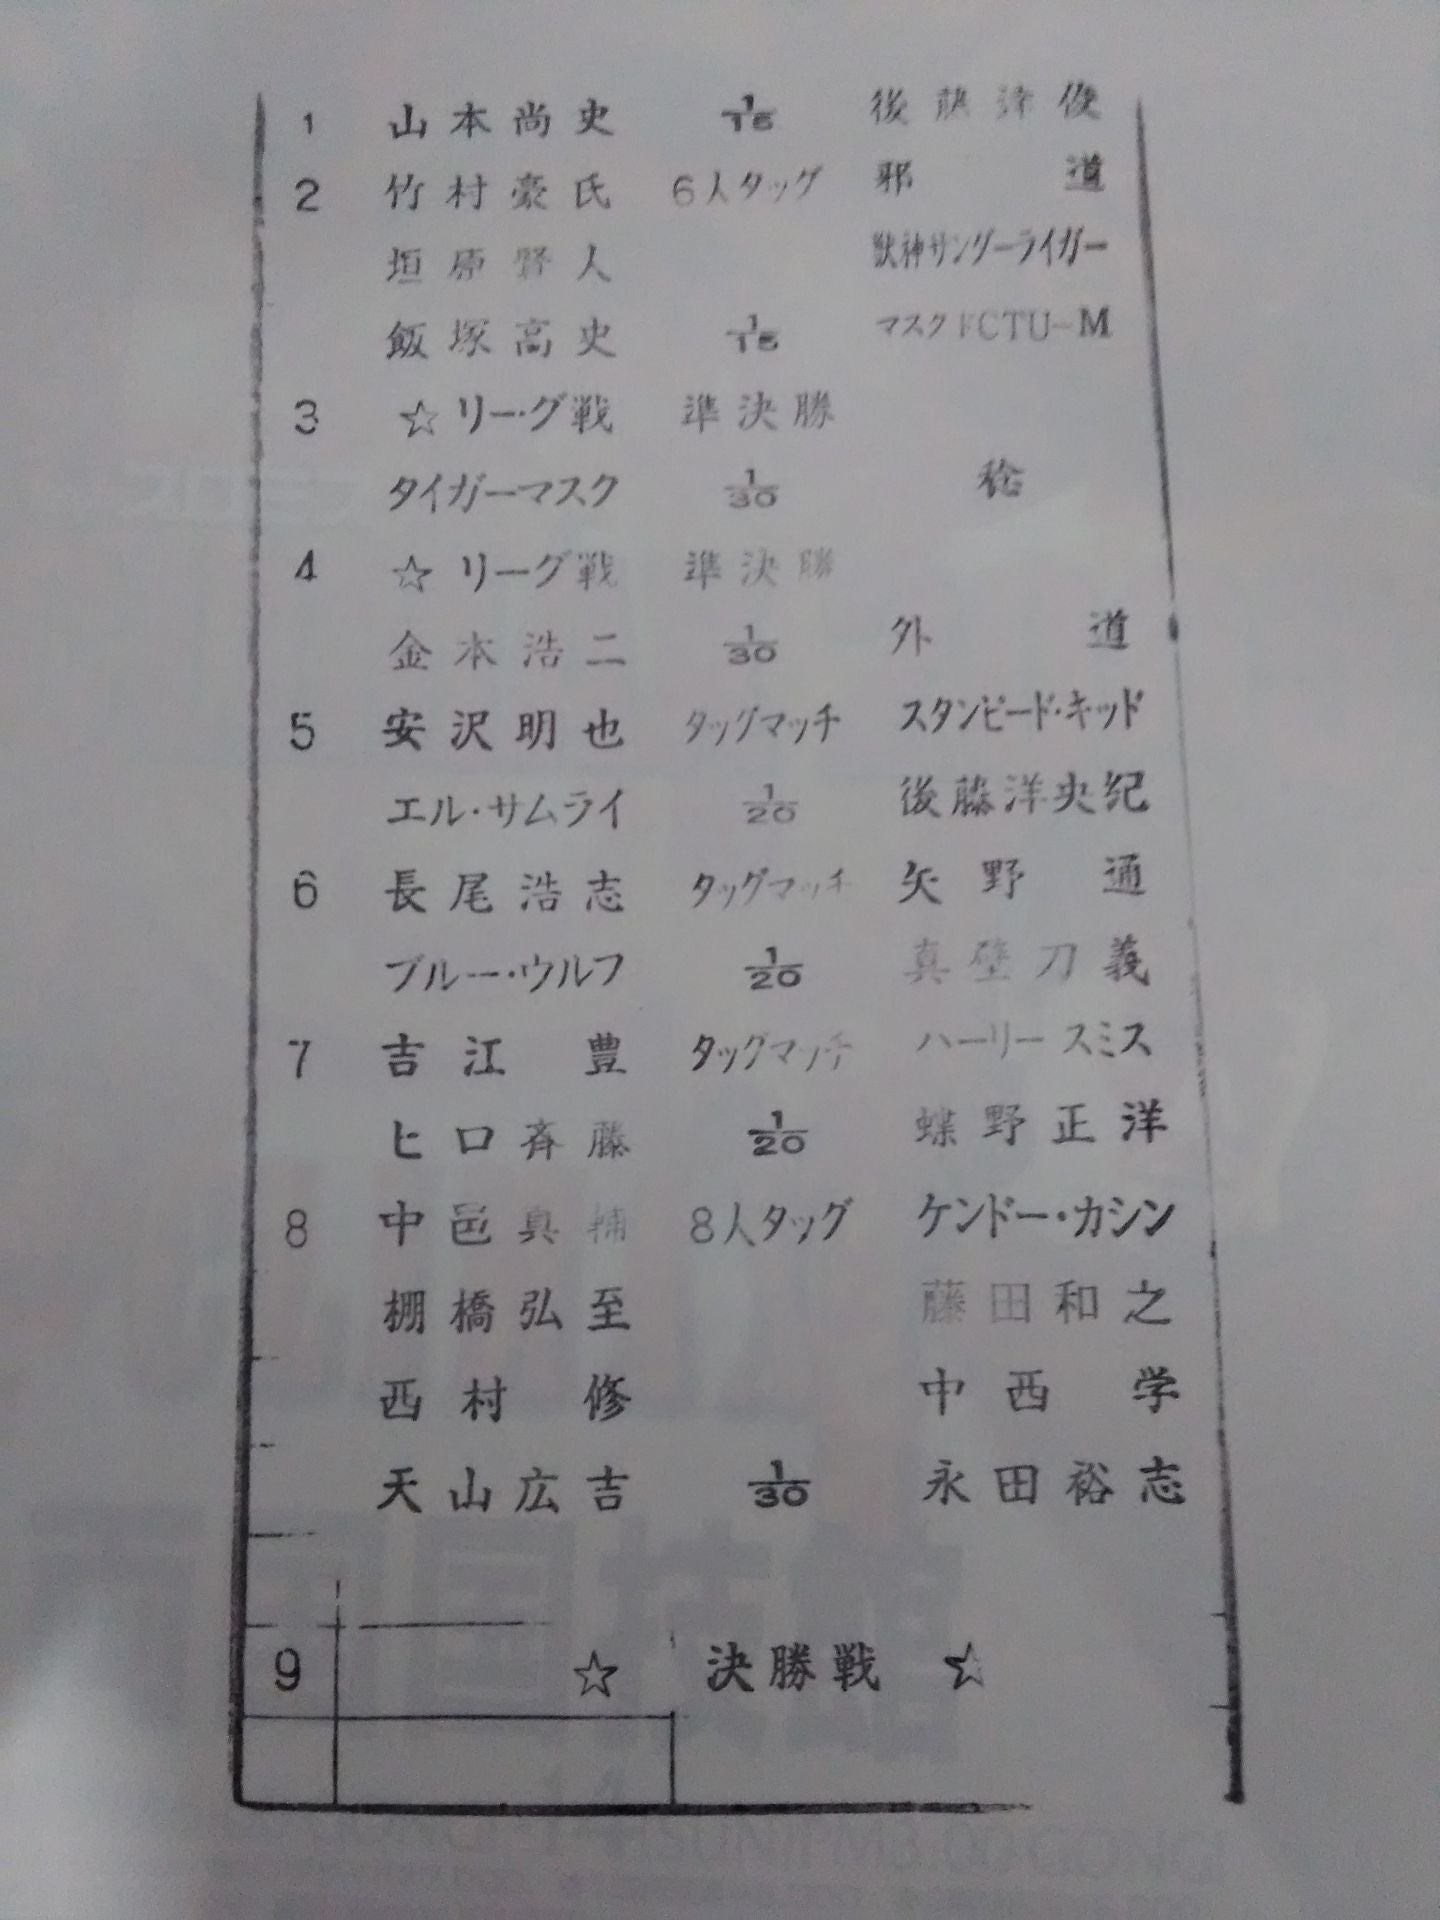 1 山本尚史 1/15 後藤達俊
2 竹村豪氏 6人タッグ 邪道
垣原賢人 獣神サンダーライガー
飯塚高史 1/15 マスクドCTU-M
3 ☆リーグ戦 準決勝
タイガーマスク 1/30 稔
4 ☆リーグ戦 準決勝
金本浩二 1/30 外道
5 安沢明也 タッグマッチ スタンピード・キッド
エル・サムライ 1/20 後藤洋央紀
6 長尾浩志 タッグマッチ 矢野通
ブルー・ウルフ 1/20 真壁刀義
7 吉江豊 タッグマッチ ハーリースミス
ヒロ斉藤 1/20 蝶野正洋
8 中邑真輔 8人タッグ ケンドー・カシン
棚橋弘至 藤田和之
西村修 中西学
天山広吉 1/30 永田裕志
9 ☆ 決勝戦 ☆